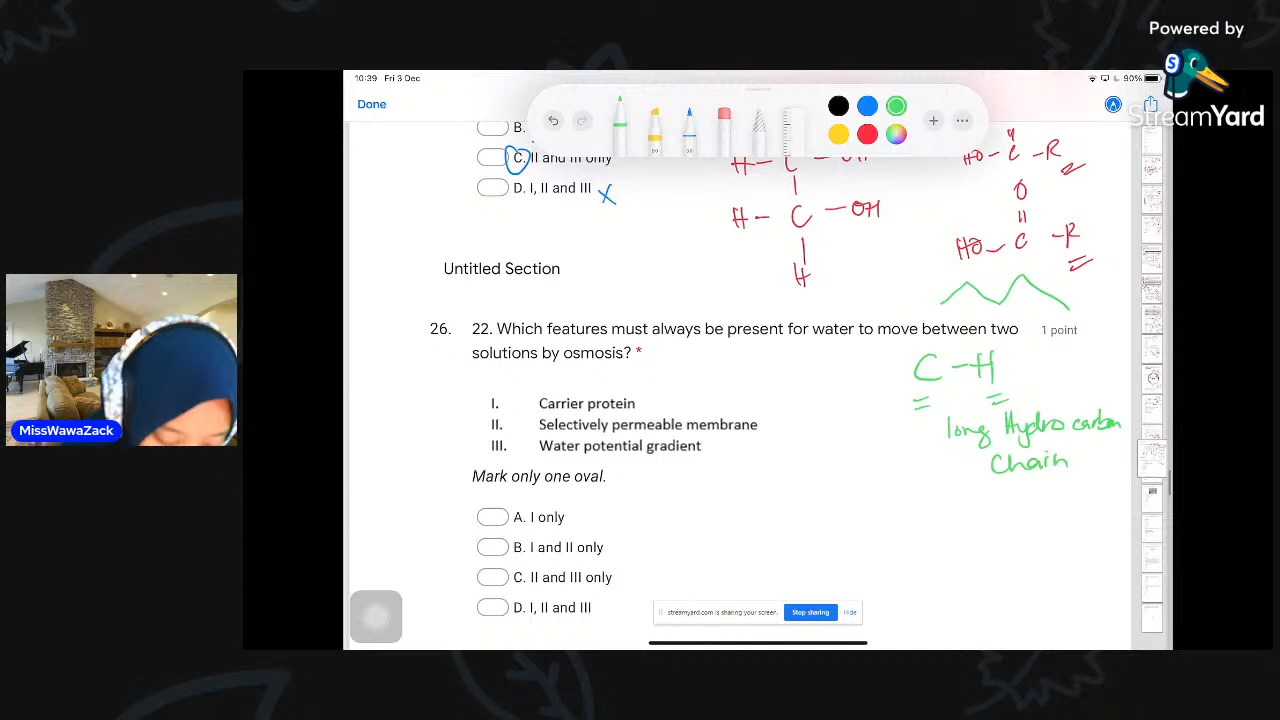 Powered by
StreamYard
10:39 Fri 3 Dec
90%
Done
B.
C. II and III only
D. I, II and III X
H - C - OH
H - C - OH
H
HO - C - R
O
HO - C - R
Untitled Section
26. 22. Which features must always be present for water to move between two 1 point
solutions by osmosis? *
C - H
I. Carrier protein
II. Selectively permeable membrane
III. Water potential gradient
long Hydro carbon
Chain
Mark only one oval.
A. I only
B. I and II only
C. II and III only
D. I, II and III
MissWawaZack
streamyard.com is sharing your screen.
Stop sharing
Hide